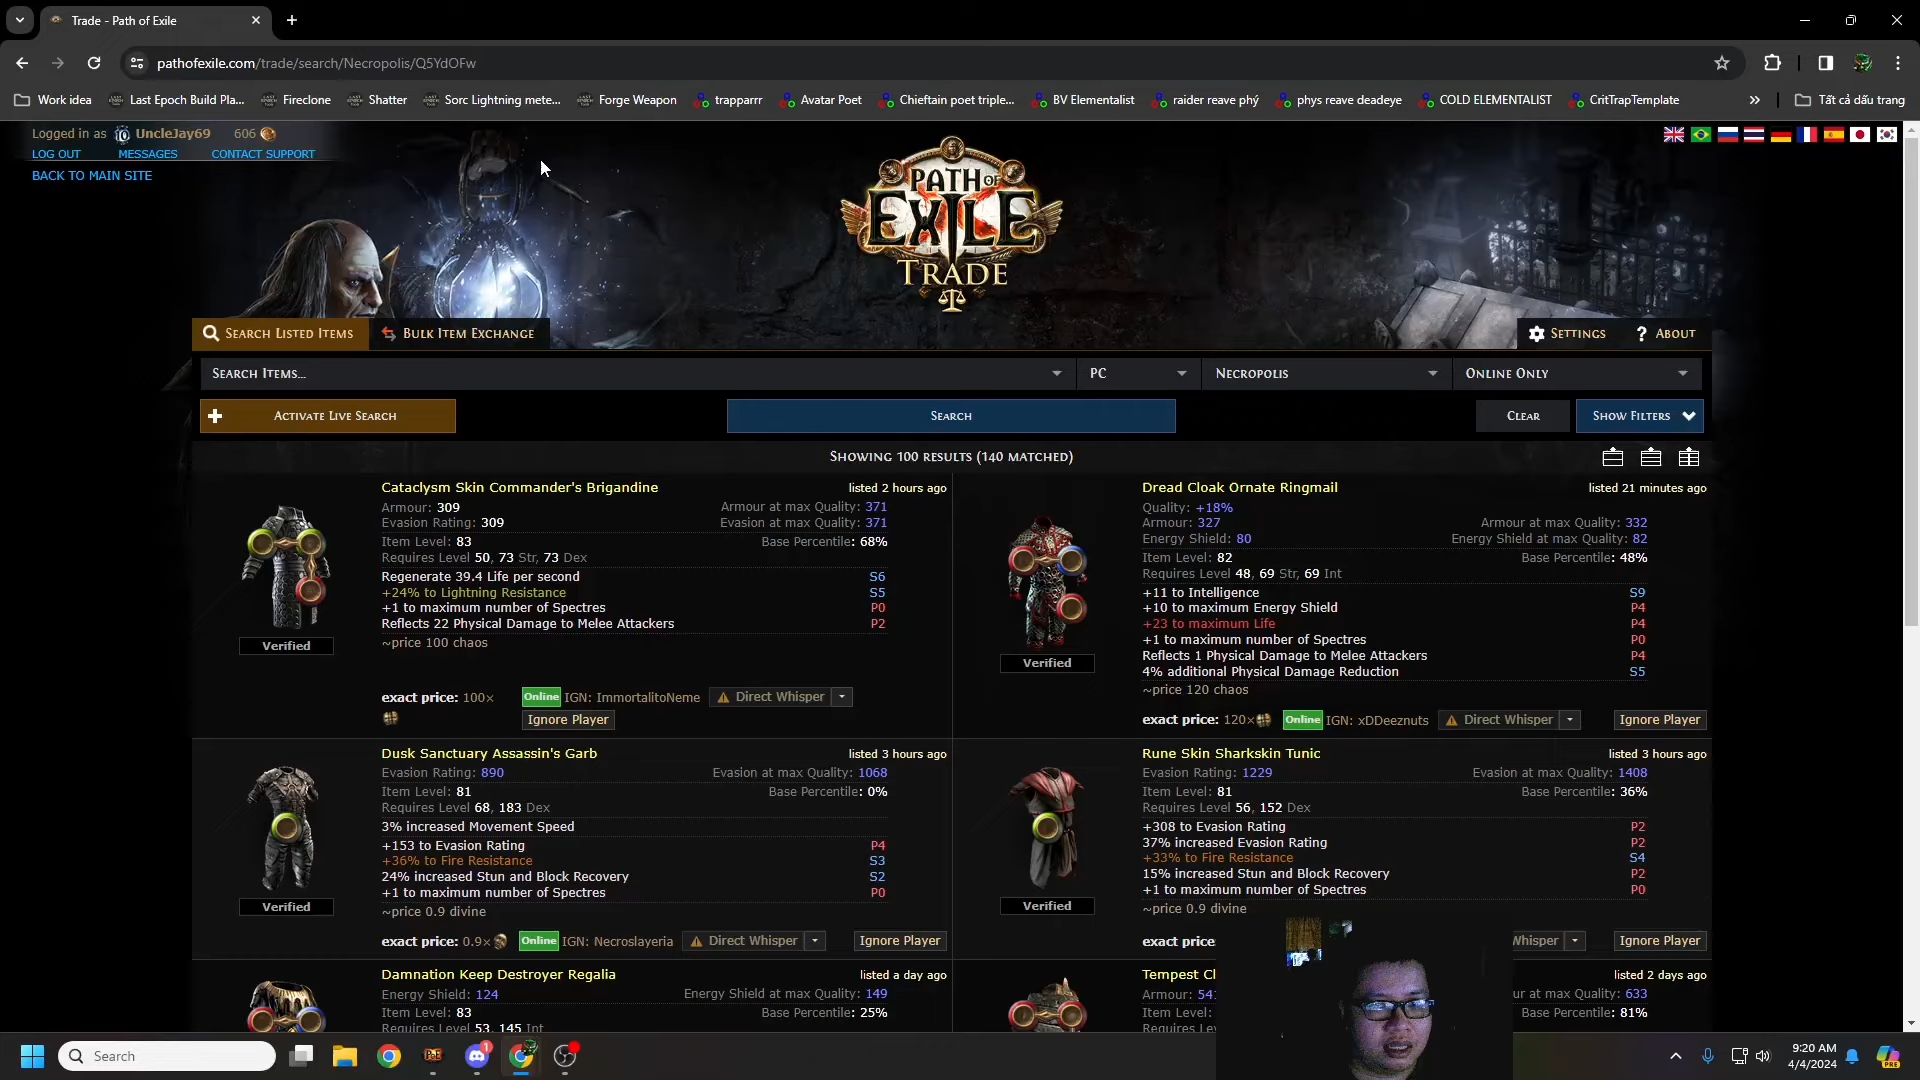 Trade - Path of Exile
pathofexile.com/trade/search/Necropolis/Q5YdOFw
Work idea
Last Epoch Build Pla...
Fireclone
Shatter
Sorc Lightning mete...
Forge Weapon
trapparrr
Avatar Poet
Chieftain poet triple...
BV Elementalist
raider reave phý
phys reave deadeye
COLD ELEMENTALIST
CritTrapTemplate
Tất cả dấu trang
Logged in as UncleJay69 606
LOG OUT MESSAGES CONTACT SUPPORT
BACK TO MAIN SITE
PATH OF
EXILE
TRADE
SEARCH LISTED ITEMS
BULK ITEM EXCHANGE
SETTINGS
? ABOUT
SEARCH ITEMS...
PC
NECROPOLIS
ONLINE ONLY
ACTIVATE LIVE SEARCH
SEARCH
CLEAR
SHOW FILTERS
SHOWING 100 RESULTS (140 MATCHED)
Cataclysm Skin Commander's Brigandine listed 2 hours ago
Armour: 309 Armour at max Quality: 371
Evasion Rating: 309 Evasion at max Quality: 371
Item Level: 83 Base Percentile: 68%
Requires Level 50, 73 Str, 73 Dex
Regenerate 39.4 Life per second S6
+24% to Lightning Resistance S5
+1 to maximum number of Spectres P0
Reflects 22 Physical Damage to Melee Attackers P2
~price 100 chaos
Verified
exact price: 100× Online IGN: ImmortalitoNeme Direct Whisper
Ignore Player
Dread Cloak Ornate Ringmail listed 21 minutes ago
Quality: +18%
Armour: 327 Armour at max Quality: 332
Energy Shield: 80 Energy Shield at max Quality: 82
Item Level: 82 Base Percentile: 48%
Requires Level 48, 69 Str, 69 Int
+11 to Intelligence S9
+10 to maximum Energy Shield P4
+23 to maximum Life P4
+1 to maximum number of Spectres P0
Reflects 1 Physical Damage to Melee Attackers P4
4% additional Physical Damage Reduction S5
~price 120 chaos
Verified
exact price: 120× Online IGN: xDDeeznuts Direct Whisper Ignore Player
Dusk Sanctuary Assassin's Garb listed 3 hours ago
Evasion Rating: 890 Evasion at max Quality: 1068
Item Level: 81 Base Percentile: 0%
Requires Level 68, 183 Dex
3% increased Movement Speed
+153 to Evasion Rating P4
+36% to Fire Resistance S3
24% increased Stun and Block Recovery S2
+1 to maximum number of Spectres P0
~price 0.9 divine
Verified
exact price: 0.9× Online IGN: Necroslayeria Direct Whisper Ignore Player
Rune Skin Sharkskin Tunic listed 3 hours ago
Evasion Rating: 1229 Evasion at max Quality: 1408
Item Level: 81 Base Percentile: 36%
Requires Level 56, 152 Dex
+308 to Evasion Rating P2
37% increased Evasion Rating P2
+33% to Fire Resistance S4
15% increased Stun and Block Recovery P2
+1 to maximum number of Spectres P0
~price 0.9 divine
Verified
exact price Whisper Ignore Player
Damnation Keep Destroyer Regalia listed a day ago
Energy Shield: 124 Energy Shield at max Quality: 149
Item Level: 83 Base Percentile: 25%
Requires Level 53, 145 Int
Tempest listed 2 days ago
Armour: 541 at max Quality: 633
Item Level: Base Percentile: 81%
Requires
Search
1
9:20 AM
4/4/2024
PRE